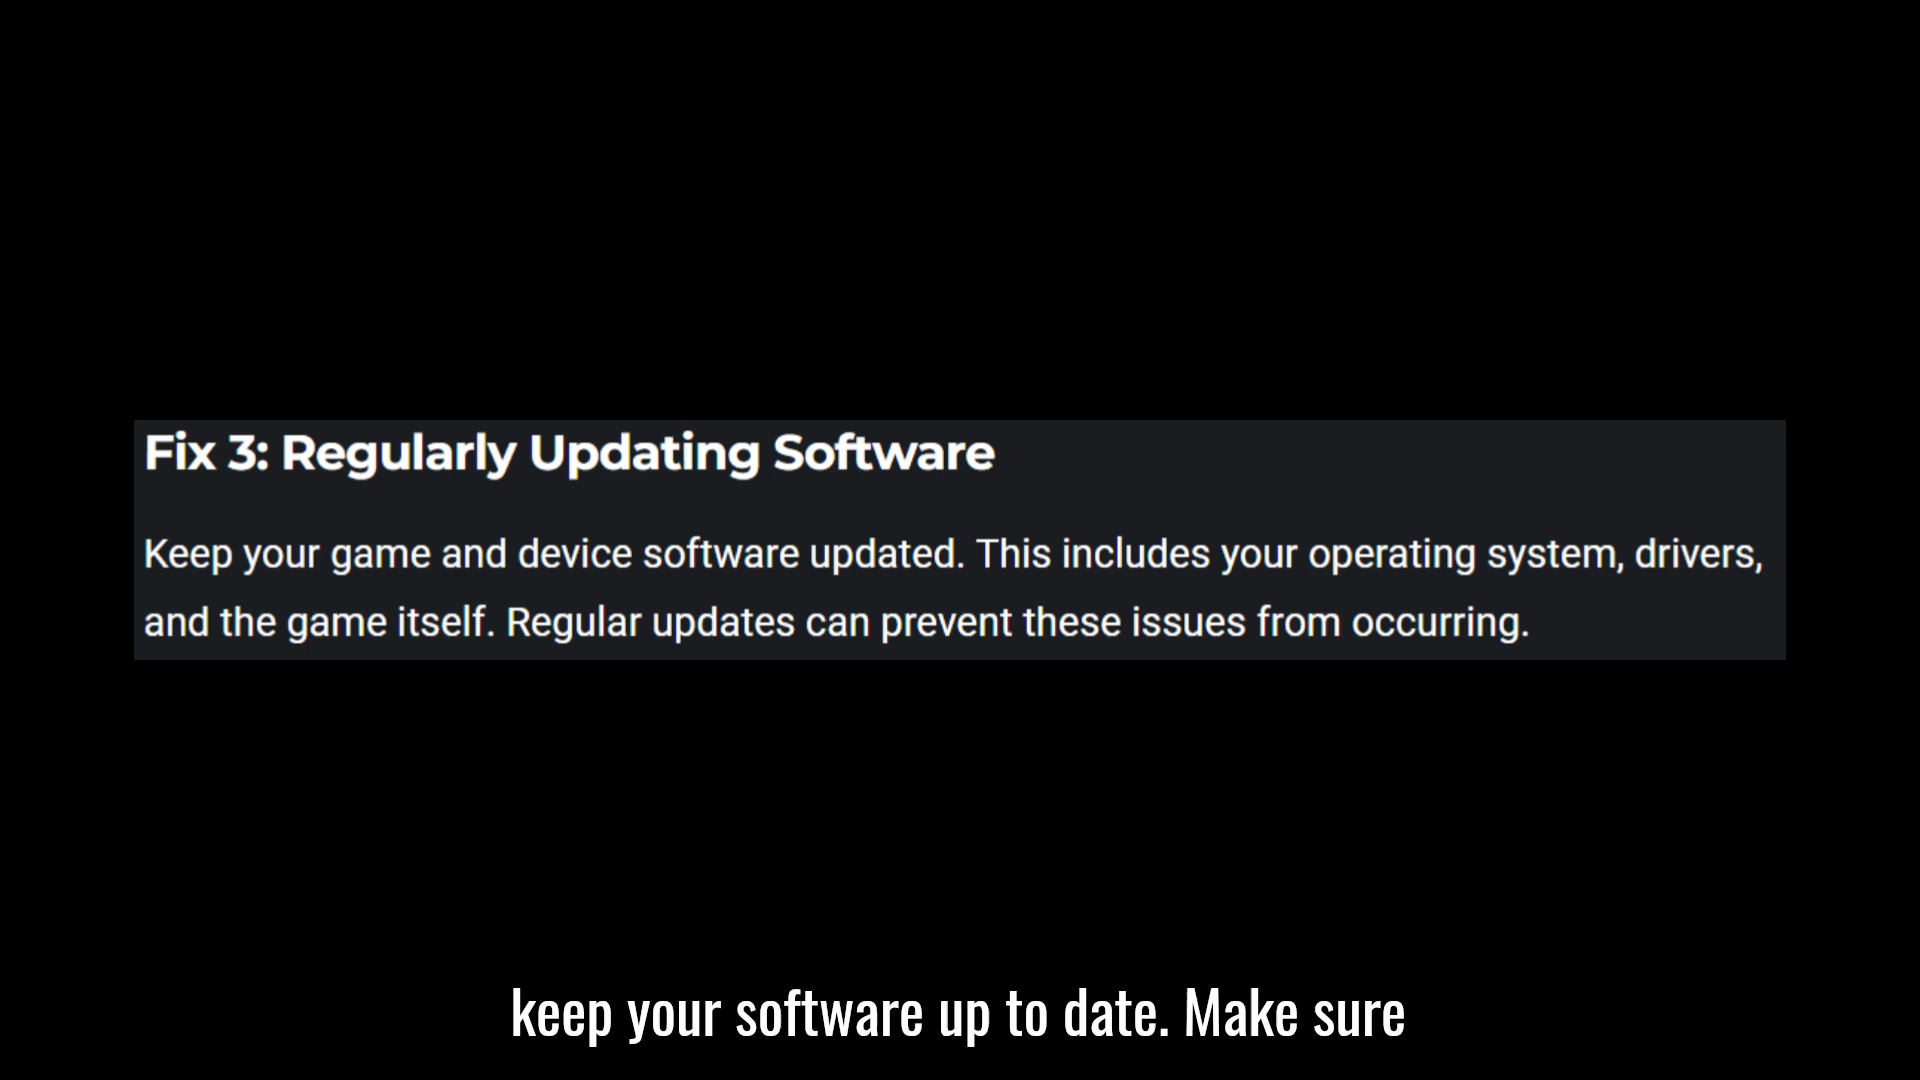 Fix 3: Regularly Updating Software
Keep your game and device software updated. This includes your operating system, drivers,
and the game itself. Regular updates can prevent these issues from occurring.
keep your software up to date. Make sure